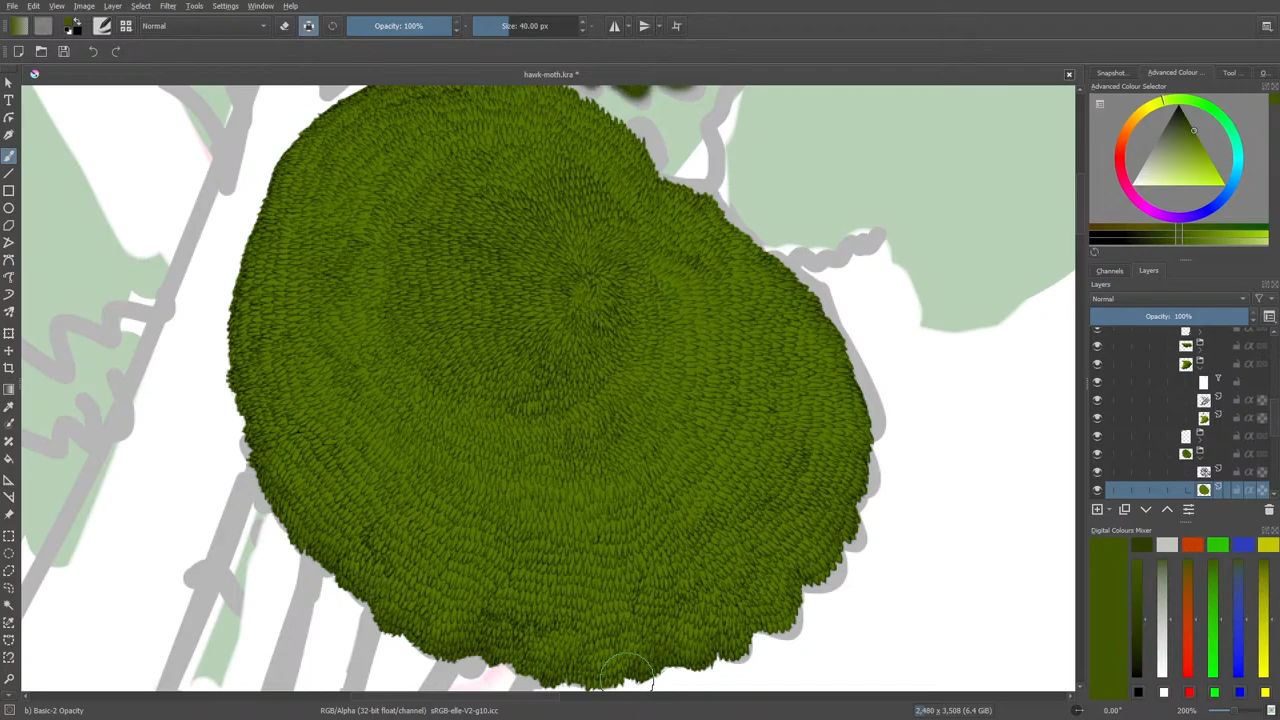 File Edit View Image Layer Select Filter Tools Settings Window Help
Normal Opacity: 100% Size: 40.00 px
hawk-moth.kra *
Snapshot... Advanced Colour ... Tool ... O...
Advanced Colour Selector
Channels Layers
Layers
Normal
Opacity: 100%
Digital Colours Mixer
b) Basic-2 Opacity RGB/Alpha (32-bit float/channel) sRGB-elle-V2-g10.icc 2,480 x 3,508 (6.4 GiB) 0.00° 200%